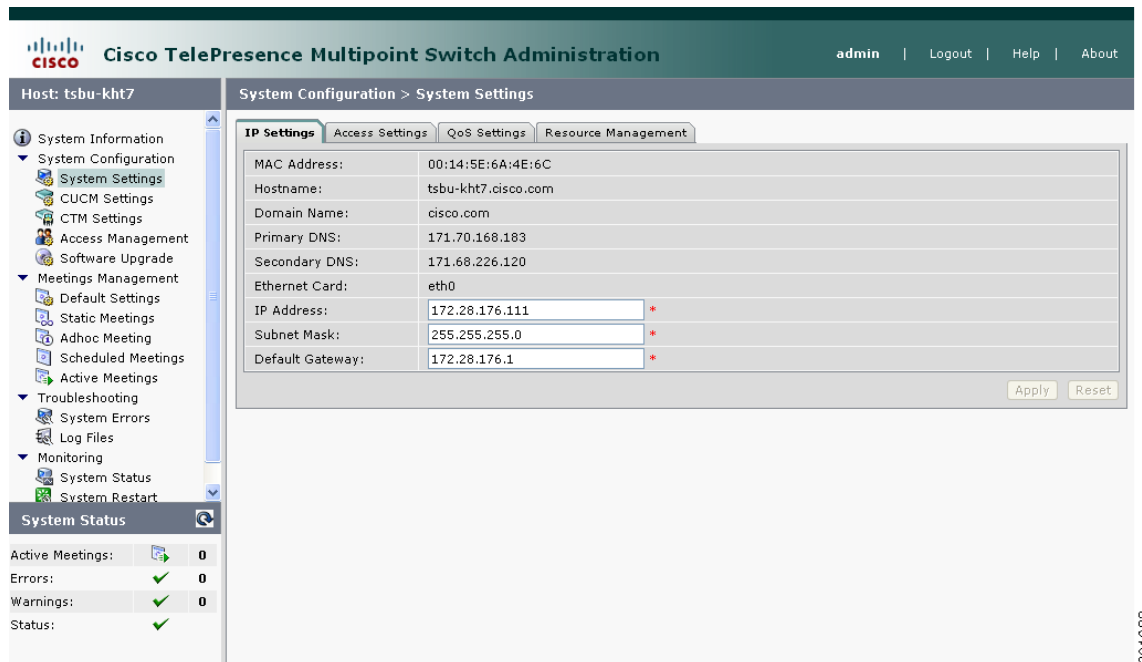 CISCO Cisco TelePresence Multipoint Switch Administration admin | Logout | Help | About
Host: tsbu-kht7
System Information
System Configuration
System Settings
CUCM Settings
CTM Settings
Access Management
Software Upgrade
Meetings Management
Default Settings
Static Meetings
Adhoc Meeting
Scheduled Meetings
Active Meetings
Troubleshooting
System Errors
Log Files
Monitoring
System Status
System Restart
System Status
Active Meetings: 0
Errors: 0
Warnings: 0
Status:
System Configuration > System Settings
IP Settings Access Settings QoS Settings Resource Management
MAC Address: 00:14:5E:6A:4E:6C
Hostname: tsbu-kht7.cisco.com
Domain Name: cisco.com
Primary DNS: 171.70.168.183
Secondary DNS: 171.68.226.120
Ethernet Card: eth0
IP Address: 172.28.176.111 *
Subnet Mask: 255.255.255.0 *
Default Gateway: 172.28.176.1 *
Apply Reset